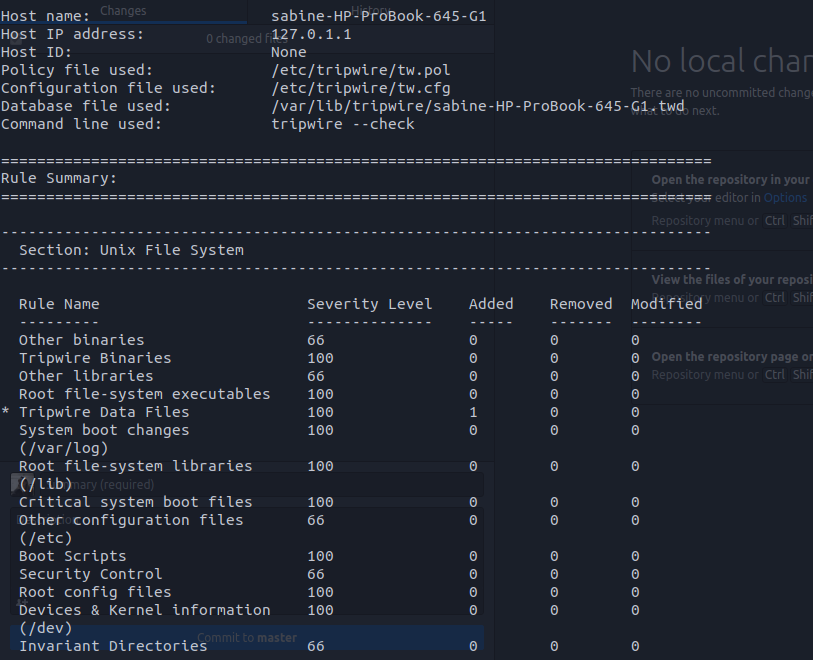 Changes
History
Host name: sabine-HP-ProBook-645-G1
Host IP address: 127.0.1.1
0 changed files
Host ID: None
Policy file used: /etc/tripwire/tw.pol
Configuration file used: /etc/tripwire/tw.cfg
Database file used: /var/lib/tripwire/sabine-HP-ProBook-645-G1.twd
Command line used: tripwire --check
No local chan
There are no uncommitted change
what to do next.
===============================================================================
Rule Summary:
===============================================================================
Open the repository in your
Select your editor in Options
Repository menu or Ctrl Shif
-------------------------------------------------------------------------------
Section: Unix File System
-------------------------------------------------------------------------------
View the files of your reposi
Repository menu or Ctrl Shif
Rule Name Severity Level Added Removed Modified
--------- -------------- ----- ------- --------
Other binaries 66 0 0 0
Tripwire Binaries 100 0 0 0
Open the repository page on
Other libraries 66 0 0 0
Repository menu or Ctrl Shif
Root file-system executables 100 0 0 0
* Tripwire Data Files 100 1 0 0
System boot changes 100 0 0 0
(/var/log)
Root file-system libraries 100 0 0 0
(/lib)
(required)
Critical system boot files 100 0 0 0
Other configuration files 66 0 0 0
(/etc)
Boot Scripts 100 0 0 0
Security Control 66 0 0 0
Root config files 100 0 0 0
Devices & Kernel information 100 0 0 0
(/dev)
Commit to master
Invariant Directories 66 0 0 0